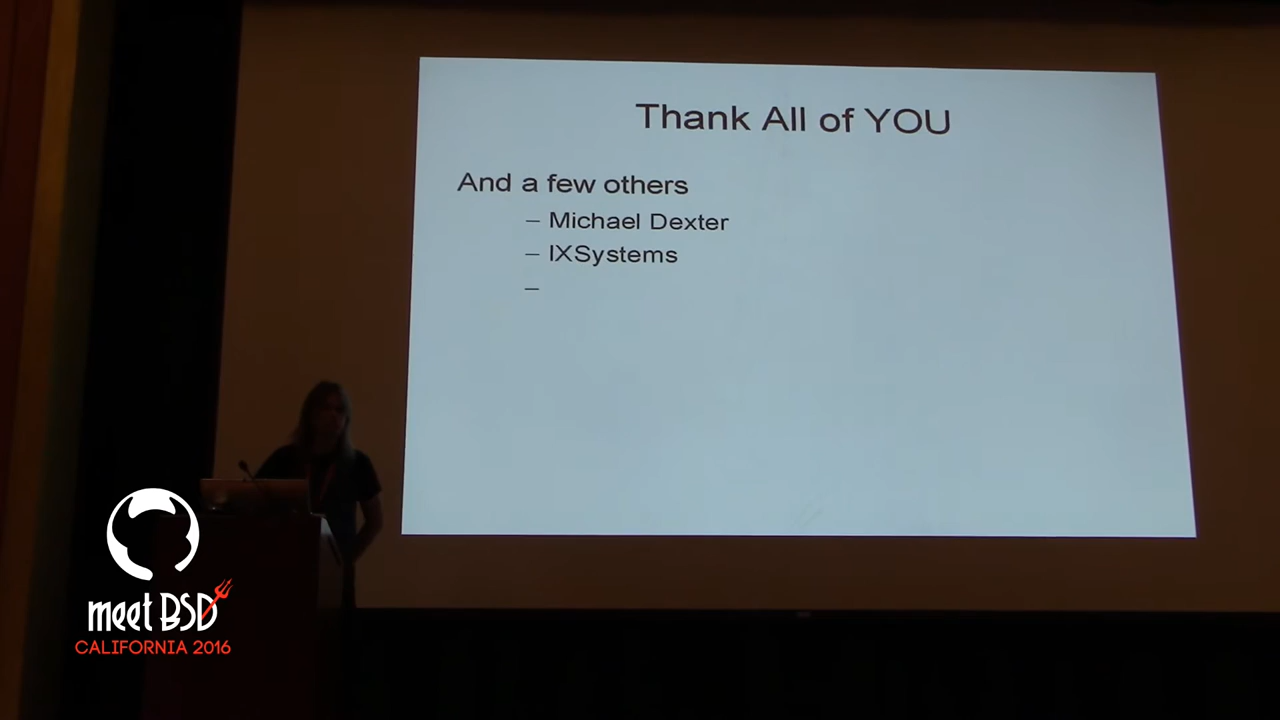 Thank All of YOU
And a few others
– Michael Dexter
– IXSystems
–
meet BSD
CALIFORNIA 2016